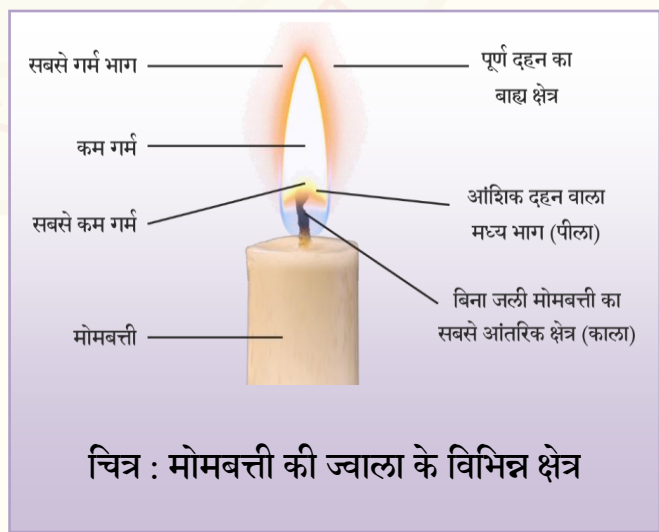 सबसे गर्म भाग
पूर्ण दहन का
बाह्य क्षेत्र
कम गर्म
सबसे कम गर्म
आंशिक दहन वाला
मध्य भाग (पीला)
बिना जली मोमबत्ती का
सबसे आंतरिक क्षेत्र (काला)
मोमबत्ती
चित्र : मोमबत्ती की ज्वाला के विभिन्न क्षेत्र